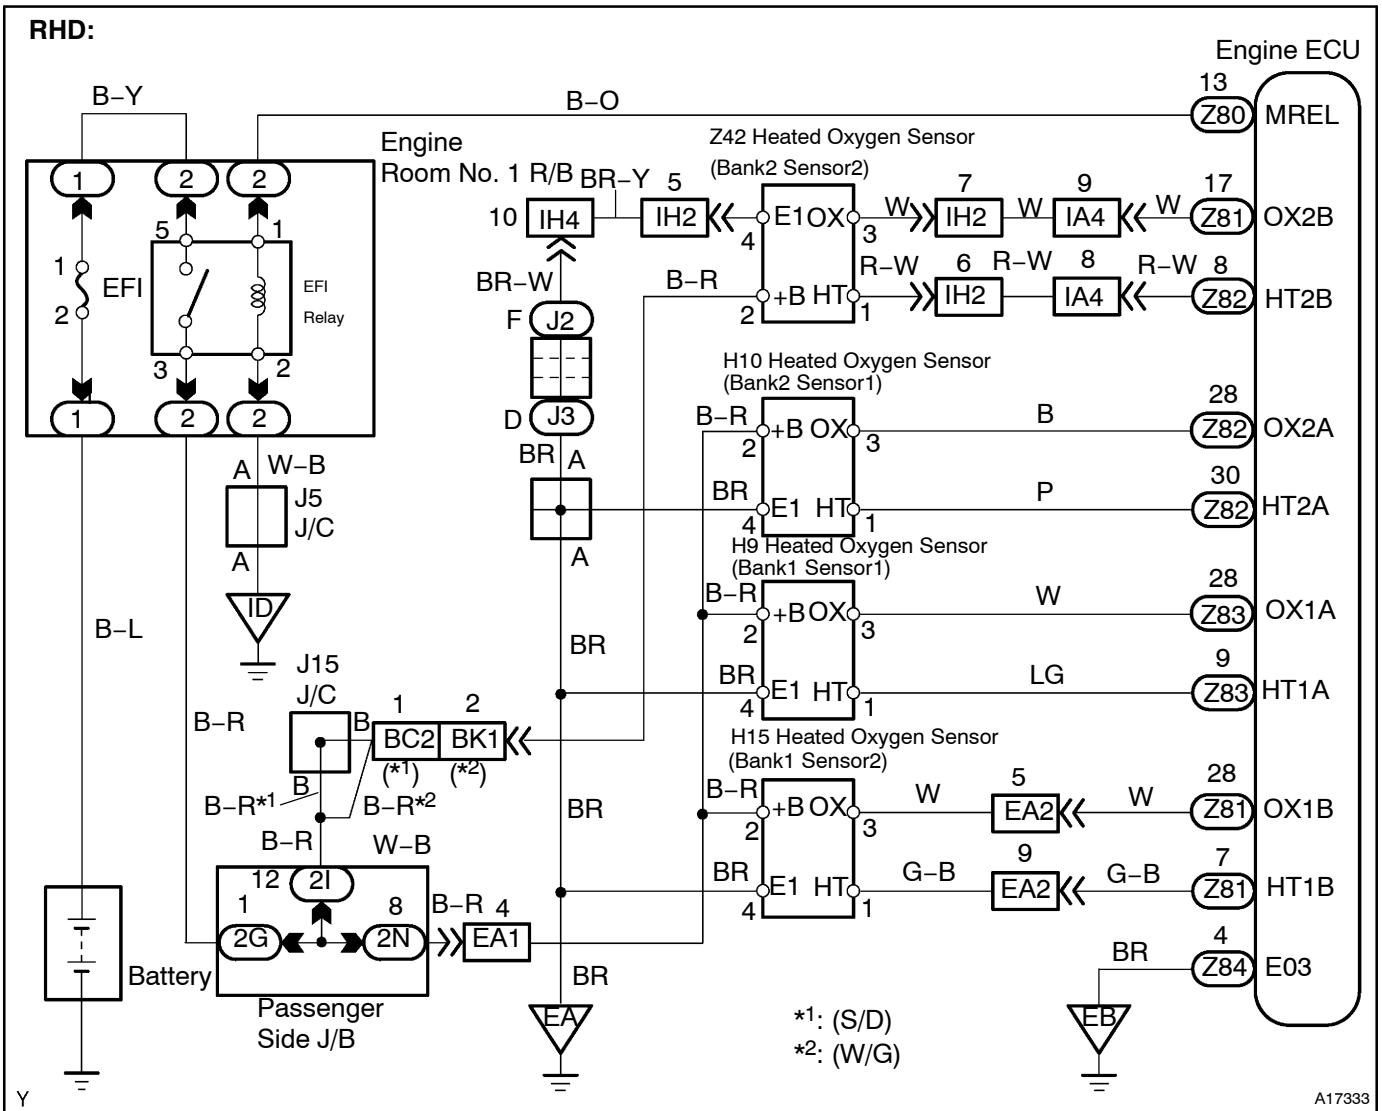 RHD:
Engine ECU
B–Y
B–O
13
Z80
MREL
Engine
Room No. 1 R/B
Z42 Heated Oxygen Sensor
(Bank2 Sensor2)
1
2
2
BR–Y
5
7
9
17
10
IH4
IH2
E1
OX
W
IH2
W
IA4
W
Z81
OX2B
5
1
4
3
1
EFI
EFI
Relay
BR–W
B–R
R–W
6
R–W
8
R–W
8
2
F
J2
+B
HT
IH2
IA4
Z82
HT2B
2
1
3
2
H10 Heated Oxygen Sensor
(Bank2 Sensor1)
1
2
2
D
J3
B–R
B
28
+B
OX
Z82
OX2A
2
3
A
W–B
BR
A
J5
J/C
BR
P
30
E1
HT
Z82
HT2A
4
1
A
A
H9 Heated Oxygen Sensor
(Bank1 Sensor1)
ID
B–R
W
28
+B
OX
Z83
OX1A
2
3
B–L
BR
J15
J/C
BR
LG
9
E1
HT
Z83
HT1A
4
1
B–R
B
1
2
BC2
BK1
(*1)
(*2)
H15 Heated Oxygen Sensor
(Bank1 Sensor2)
B
B–R*1
B–R*2
BR
B–R
W
5
W
28
+B
OX
EA2
Z81
OX1B
2
3
B–R
W–B
12
2I
BR
G–B
9
G–B
7
E1
HT
EA2
Z81
HT1B
4
1
1
8
B–R
4
2G
2N
EA1
Battery
BR
BR
4
Z84
E03
Passenger
Side J/B
EA
*1: (S/D)
*2: (W/G)
EB
Y
A17333